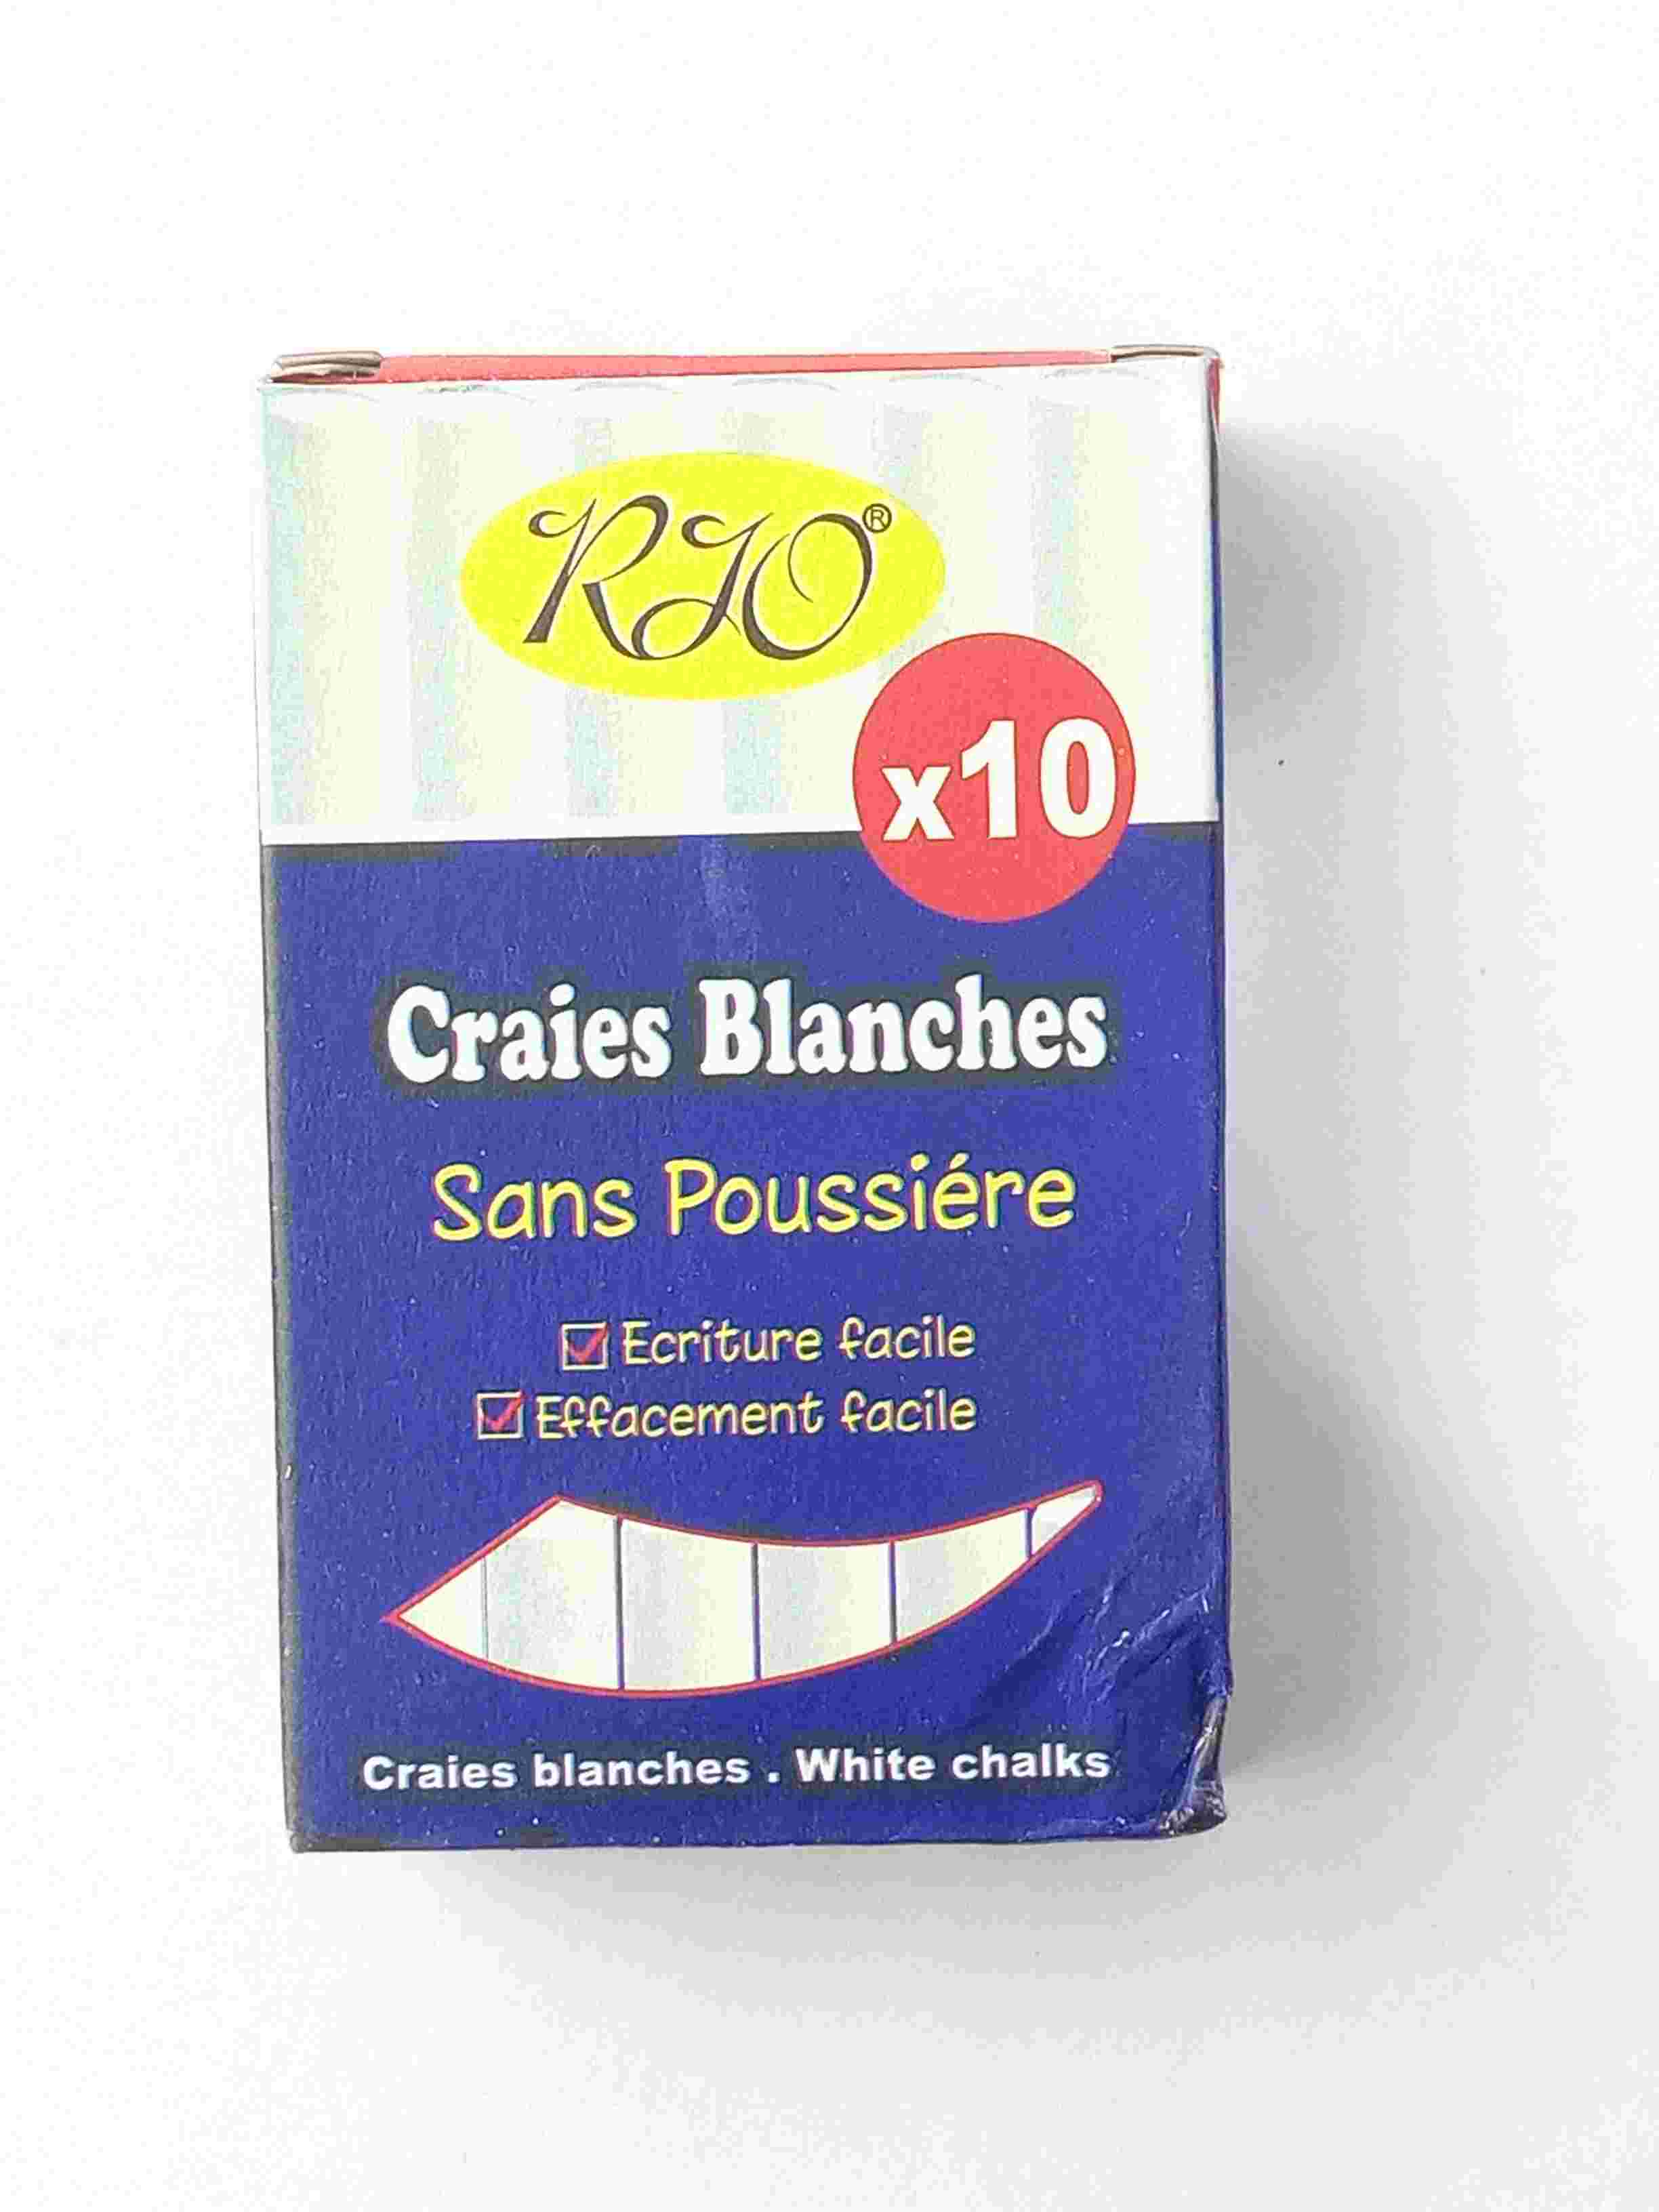 RIO®
x10
Craies Blanches
Sans Poussiére
Ecriture facile
Effacement facile
Craies blanches . White chalks